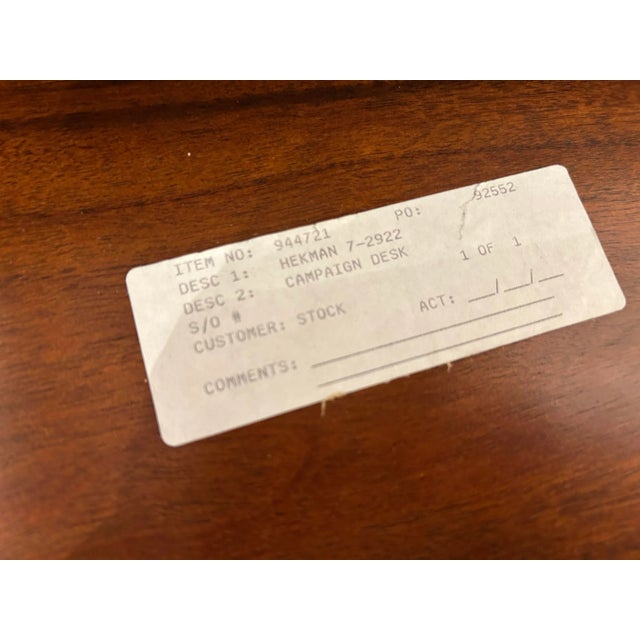 ITEM NO: 944721 PO: 92552
DESC 1: HEKMAN 7-2922
DESC 2: CAMPAIGN DESK 1 OF 1
S/O #
CUSTOMER: STOCK ACT: __/__/__
COMMENTS: